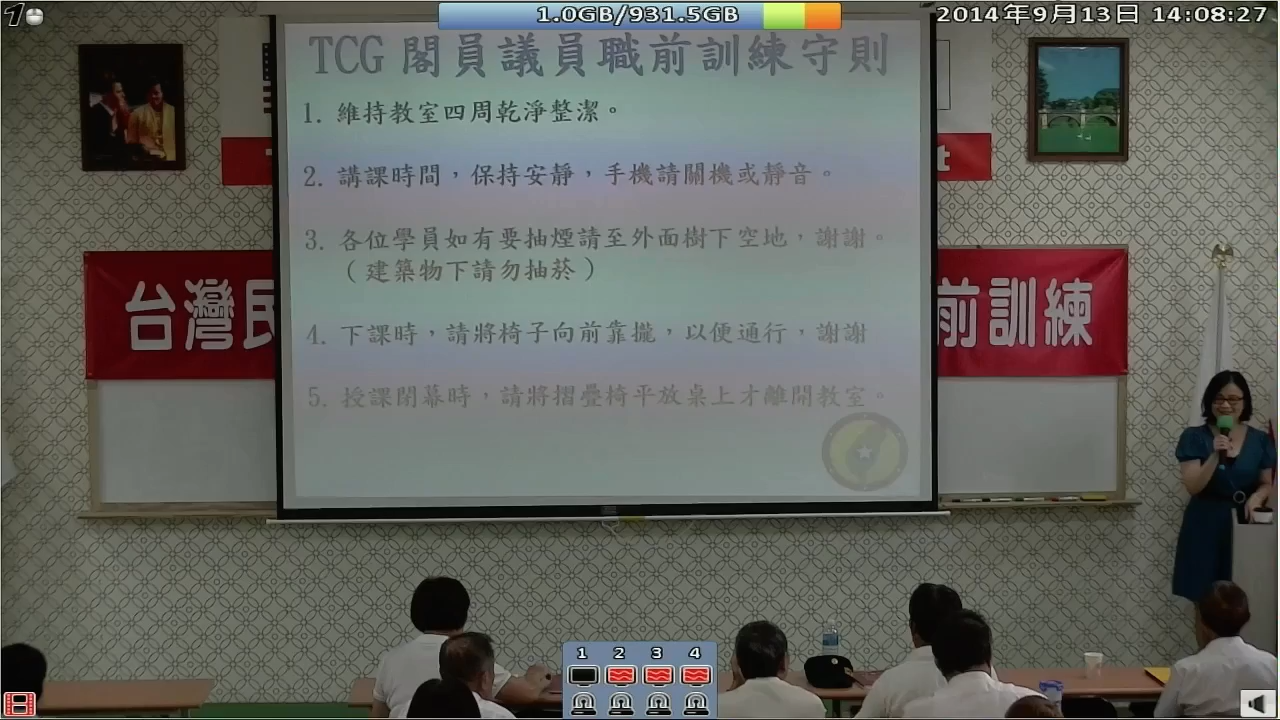 1
1.0GB/931.5GB
2014年9月13日 14:08:27
TCG 閣員議員職前訓練守則
1. 維持教室四周乾淨整潔。
2. 講課時間，保持安靜，手機請關機或靜音。
3. 各位學員如有要抽煙請至外面樹下空地，謝謝。
（建築物下請勿抽菸）
4. 下課時，請將椅子向前靠攏，以便通行，謝謝
5. 授課閉幕時，請將摺疊椅平放桌上才離開教室。
t
台灣民
前訓練
1 2 3 4